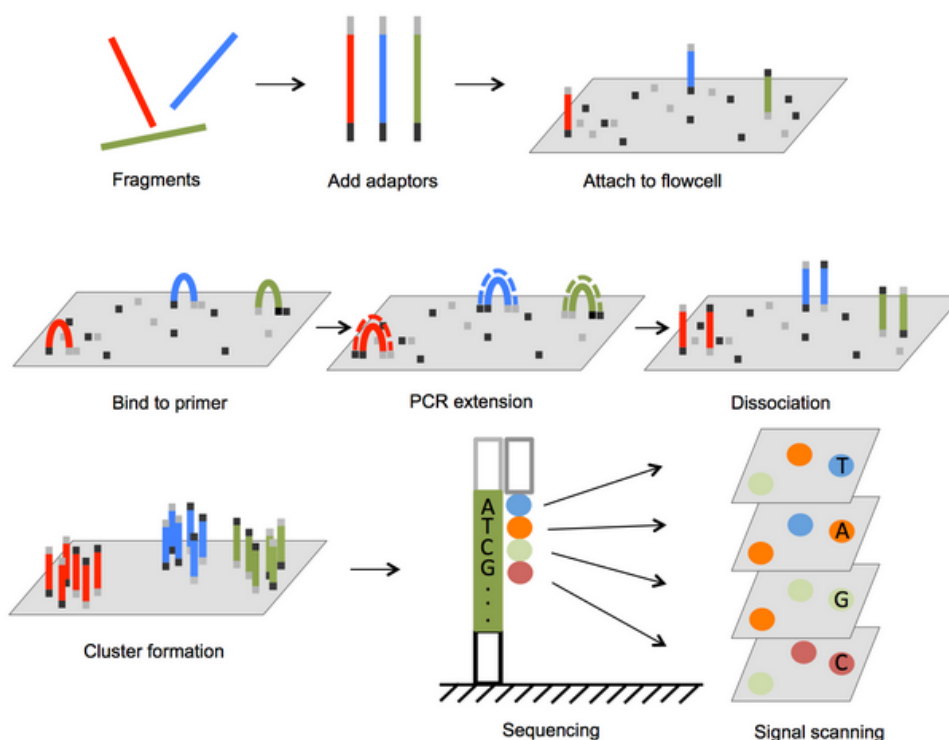 Fragments
Add adaptors
Attach to flowcell
Bind to primer
PCR extension
Dissociation
Cluster formation
A
T
C
G
.
.
.
T
A
G
C
Sequencing
Signal scanning